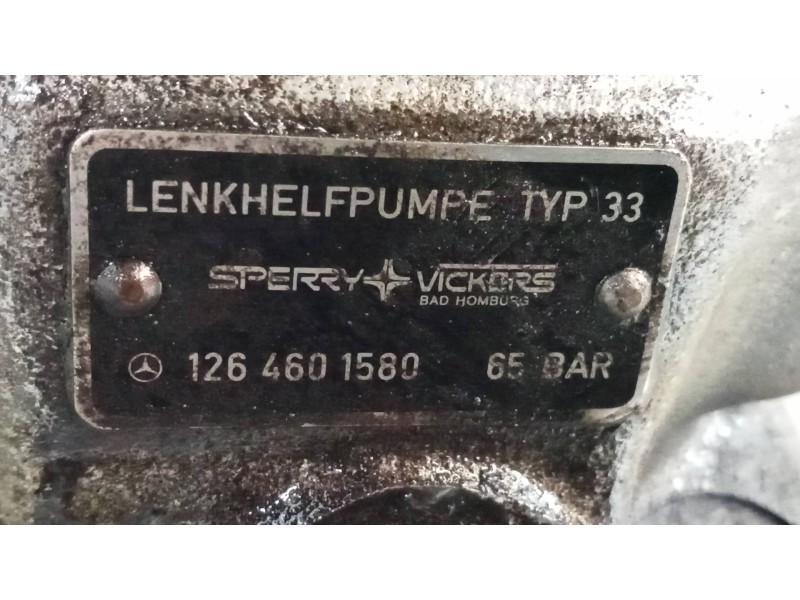 LENKHELFPUMPE TYP 33
SPERRY VICKERS
BAD HOMBURG
126 460 1580 65 BAR